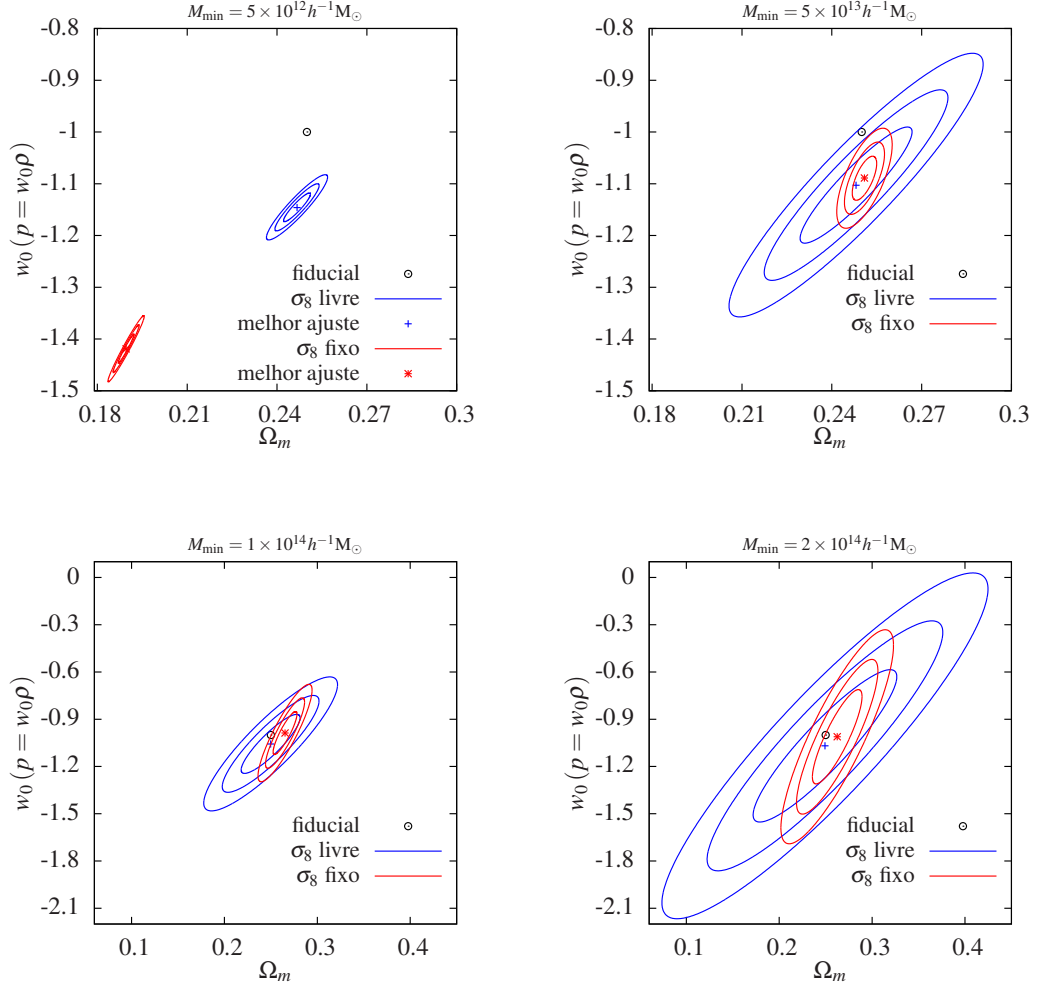 M_min = 5 × 10^12 h^−1 M_⊙
-0.8
-0.9
-1
-1.1
-1.2
-1.3
-1.4
-1.5
w_0 (p = w_0 ρ)
fiducial
σ_8 livre
melhor ajuste
σ_8 fixo
melhor ajuste
0.18 0.21 0.24 0.27 0.3
Ω_m
M_min = 5 × 10^13 h^−1 M_⊙
-0.8
-0.9
-1
-1.1
-1.2
-1.3
-1.4
-1.5
w_0 (p = w_0 ρ)
fiducial
σ_8 livre
σ_8 fixo
0.18 0.21 0.24 0.27 0.3
Ω_m
M_min = 1 × 10^14 h^−1 M_⊙
0
-0.3
-0.6
-0.9
-1.2
-1.5
-1.8
-2.1
w_0 (p = w_0 ρ)
fiducial
σ_8 livre
σ_8 fixo
0.1 0.2 0.3 0.4
Ω_m
M_min = 2 × 10^14 h^−1 M_⊙
0
-0.3
-0.6
-0.9
-1.2
-1.5
-1.8
-2.1
w_0 (p = w_0 ρ)
fiducial
σ_8 livre
σ_8 fixo
0.1 0.2 0.3 0.4
Ω_m